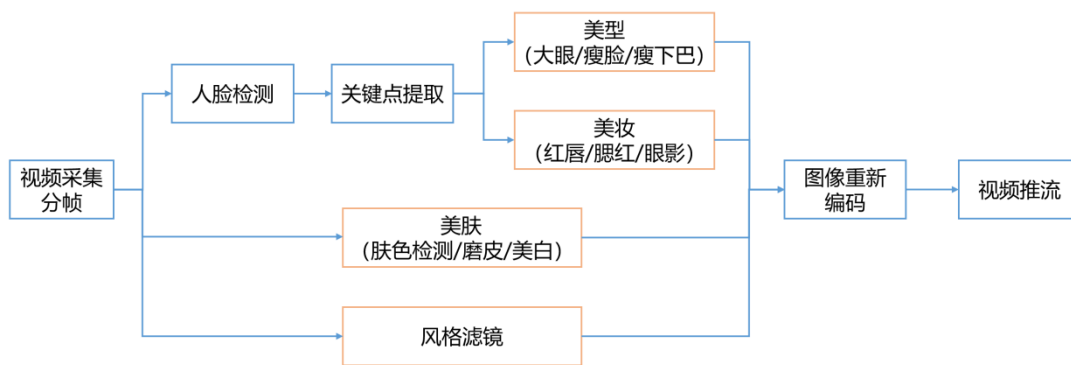 美型
（大眼/瘦脸/瘦下巴）
人脸检测
关键点提取
美妆
（红唇/腮红/眼影）
视频采集
分帧
图像重新
编码
视频推流
美肤
（肤色检测/磨皮/美白）
风格滤镜